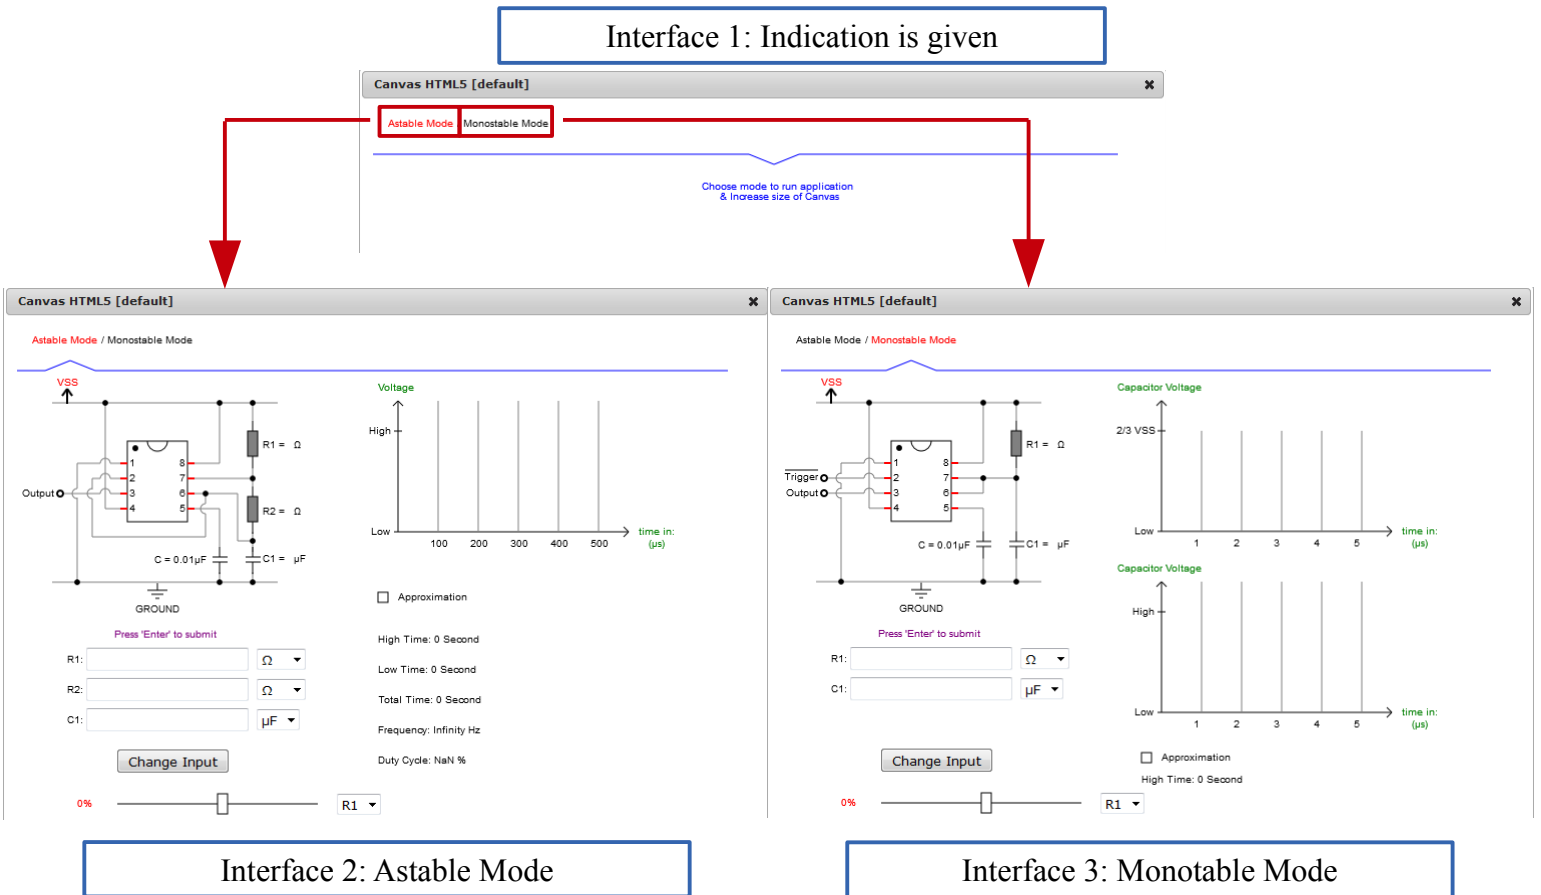 Interface 1: Indication is given
Canvas HTML5 [default] ✖
Astable Mode / Monostable Mode
Choose mode to run application
& Increase size of Canvas
Canvas HTML5 [default] ✖
Astable Mode / Monostable Mode
VSS
R1 = Ω
1 8
2 7
Output 3 6
4 5
R2 = Ω
C = 0.01µF
C1 = µF
GROUND
Press 'Enter' to submit
R1: Ω
R2: Ω
C1: µF
Change Input
0% R1
Voltage
High
Low
100 200 300 400 500
time in:
(µs)
Approximation
High Time: 0 Second
Low Time: 0 Second
Total Time: 0 Second
Frequency: Infinity Hz
Duty Cycle: NaN %
Interface 2: Astable Mode
Canvas HTML5 [default] ✖
Astable Mode / Monostable Mode
VSS
R1 = Ω
1 8
Trigger 2 7
Output 3 6
4 5
C = 0.01µF
C1 = µF
GROUND
Press 'Enter' to submit
R1: Ω
C1: µF
Change Input
0% R1
Capacitor Voltage
2/3 VSS
Low
1 2 3 4 5
time in:
(µs)
Capacitor Voltage
High
Low
1 2 3 4 5
time in:
(µs)
Approximation
High Time: 0 Second
Interface 3: Monotable Mode